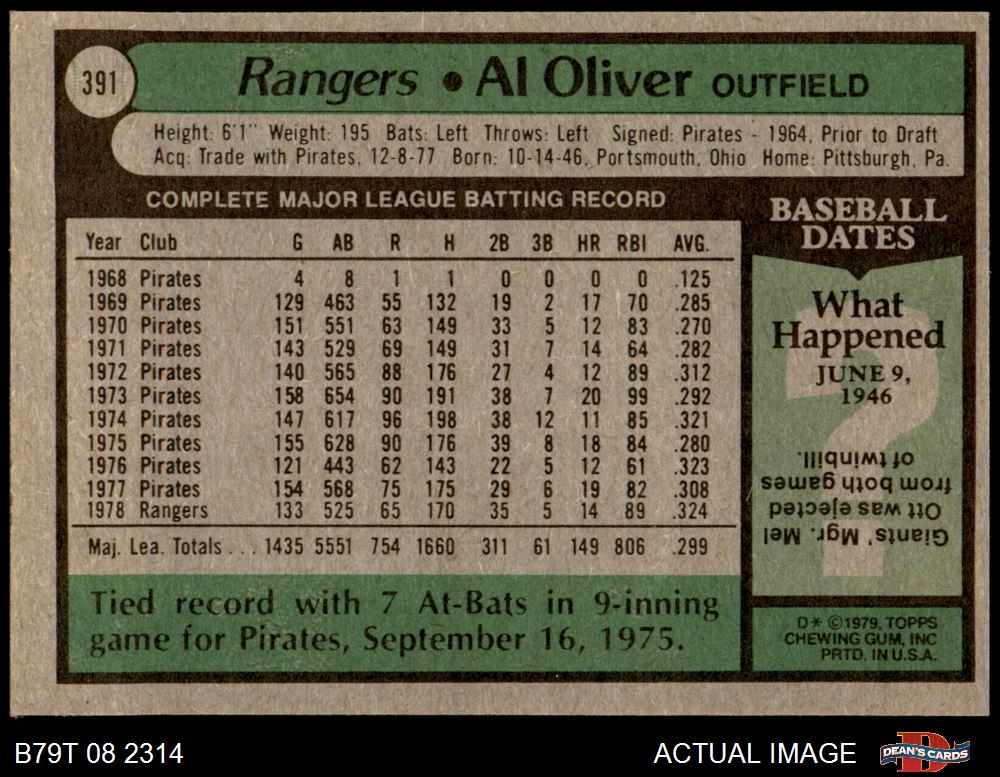 391
Rangers • Al Oliver OUTFIELD
Height: 6'1" Weight: 195 Bats: Left Throws: Left Signed: Pirates - 1964, Prior to Draft
Acq: Trade with Pirates, 12-8-77 Born: 10-14-46, Portsmouth, Ohio Home: Pittsburgh, Pa.
COMPLETE MAJOR LEAGUE BATTING RECORD
Year Club G AB R H 2B 3B HR RBI AVG.
1968 Pirates 4 8 1 1 0 0 0 0 .125
1969 Pirates 129 463 55 132 19 2 17 70 .285
1970 Pirates 151 551 63 149 33 5 12 83 .270
1971 Pirates 143 529 69 149 31 7 14 64 .282
1972 Pirates 140 565 88 176 27 4 12 89 .312
1973 Pirates 158 654 90 191 38 7 20 99 .292
1974 Pirates 147 617 96 198 38 12 11 85 .321
1975 Pirates 155 628 90 176 39 8 18 84 .280
1976 Pirates 121 443 62 143 22 5 12 61 .323
1977 Pirates 154 568 75 175 29 6 19 82 .308
1978 Rangers 133 525 65 170 35 5 14 89 .324
Maj. Lea. Totals . . . 1435 5551 754 1660 311 61 149 806 .299
Tied record with 7 At-Bats in 9-inning
game for Pirates, September 16, 1975.
BASEBALL
DATES
What
Happened
JUNE 9,
1946
Giants' Mgr. Mel
Ott was ejected
from both games
of twinbill.
D* ©1979, TOPPS
CHEWING GUM, INC
PRTD. IN U.S.A.
B79T 08 2314
ACTUAL IMAGE
D
DEAN'S CARDS